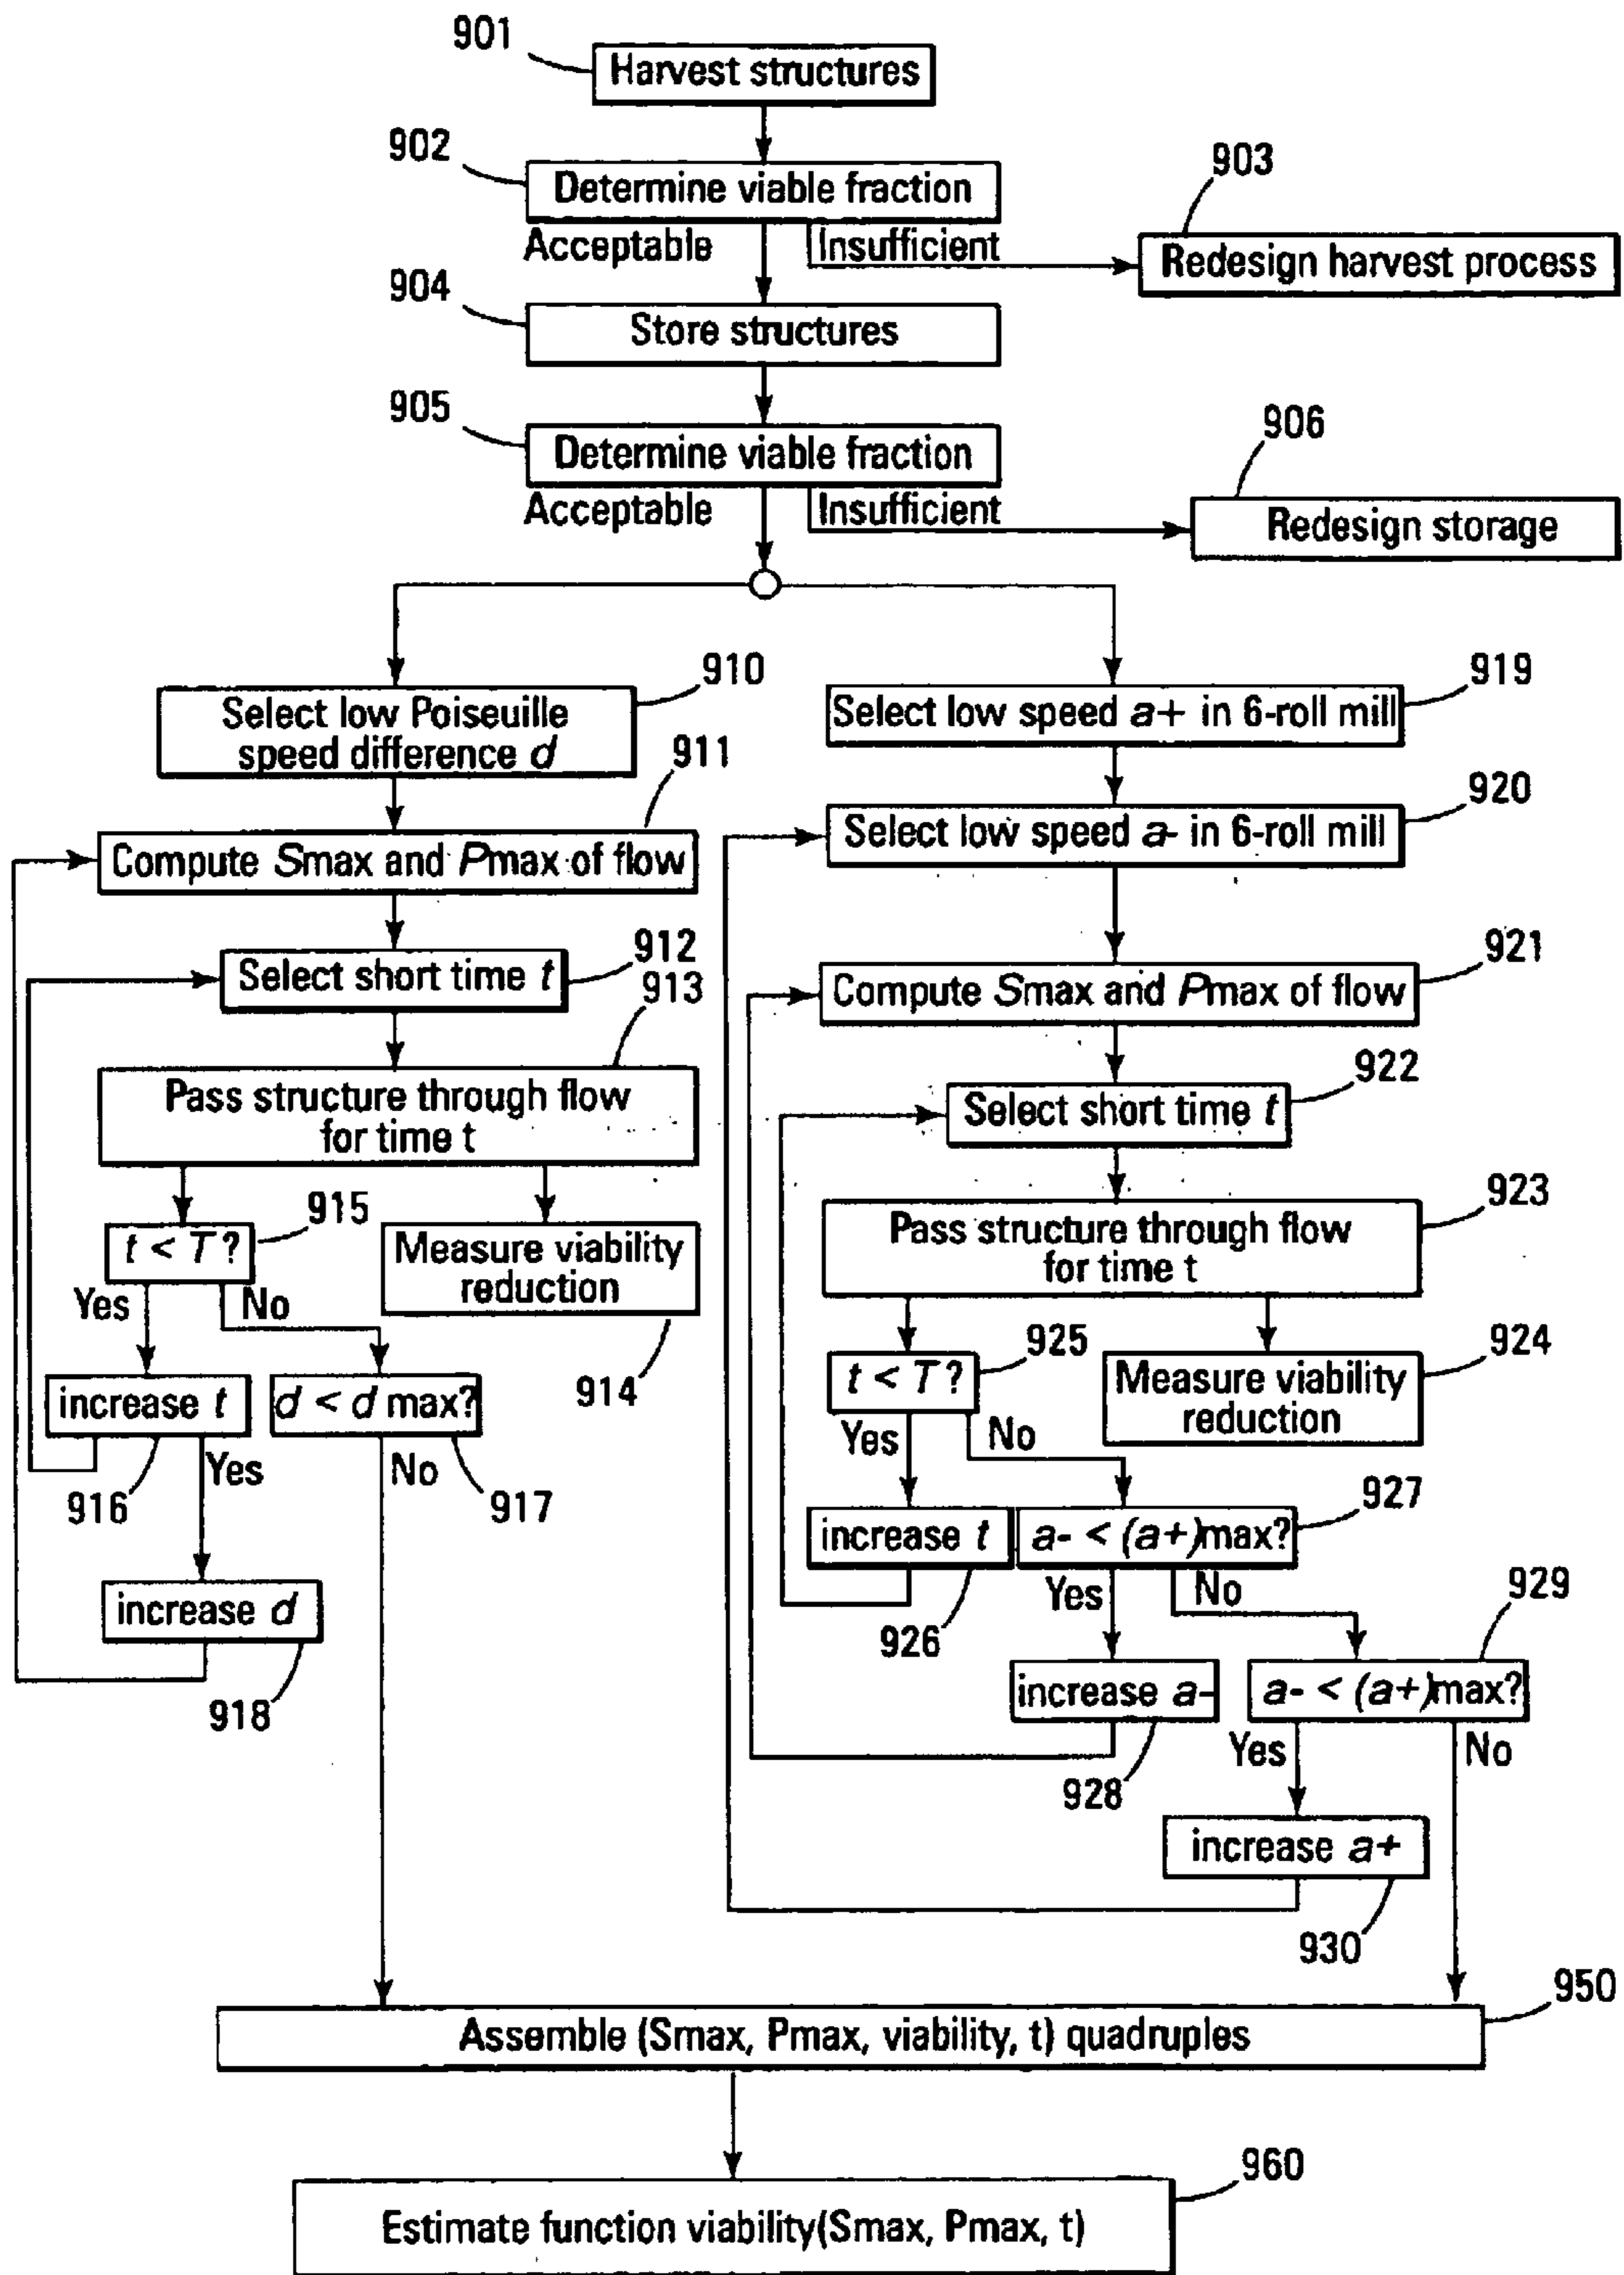 901
Harvest structures
902
Determine viable fraction
903
Acceptable
Insufficient
Redesign harvest process
904
Store structures
905
Determine viable fraction
906
Acceptable
Insufficient
Redesign storage
910
Select low Poiseuille
speed difference d
911
Compute Smax and Pmax of flow
912
Select short time t
913
Pass structure through flow
for time t
915
t < T?
Measure viability
reduction
914
Yes
No
increase t
d < d max?
916
Yes
No
917
increase d
918
919
Select low speed a+ in 6-roll mill
920
Select low speed a- in 6-roll mill
921
Compute Smax and Pmax of flow
922
Select short time t
923
Pass structure through flow
for time t
925
t < T?
924
Measure viability
reduction
Yes
No
927
increase t
a- < (a+)max?
926
Yes
No
929
increase a-
a- < (a+)max?
928
Yes
No
increase a+
930
950
Assemble (Smax, Pmax, viability, t) quadruples
960
Estimate function viability(Smax, Pmax, t)